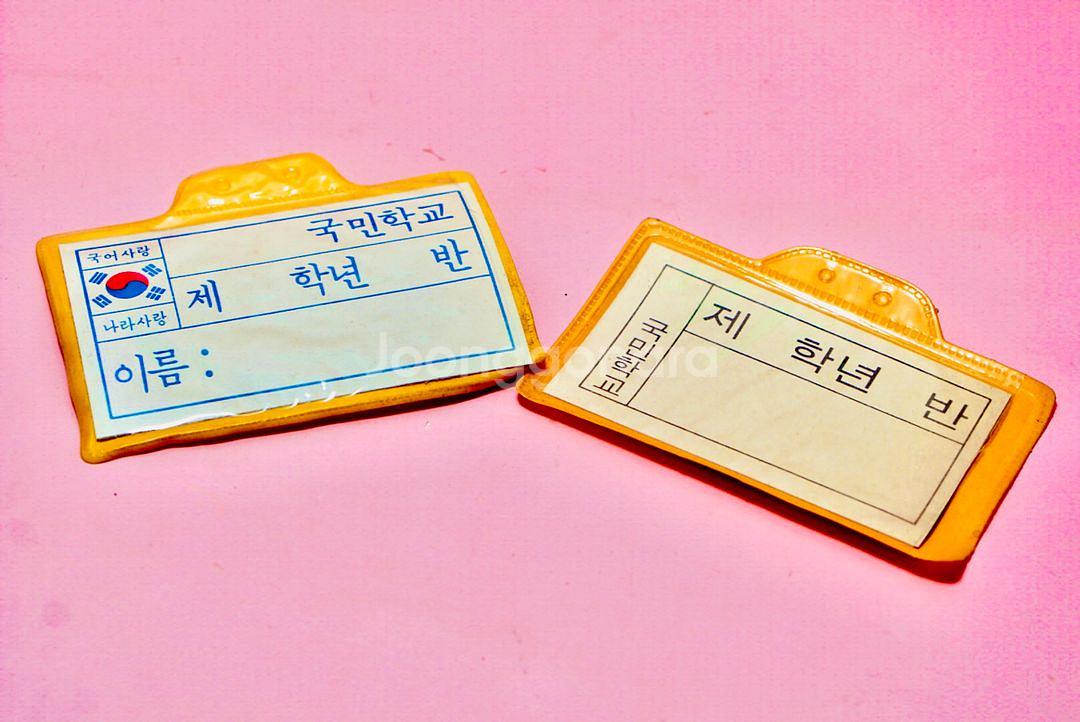 국민학교
국어사랑
제 학년 반
나라사랑
이름 :
제 학년 반
국민학교
Joonggonara